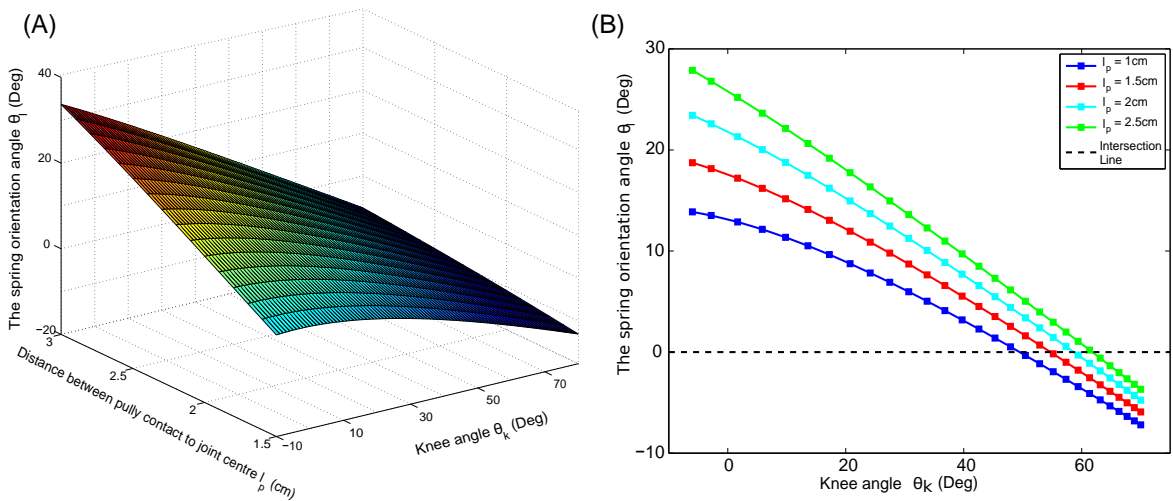 (A)
The spring orientation angle θl (Deg)
40
20
0
−20
3
2.5
2
1.5
Distance between pully contact to joint centre lp (cm)
−10
10
30
50
70
Knee angle θk (Deg)
(B)
The spring orientation angle θl (Deg)
30
20
10
0
−10
0
20
40
60
Knee angle θk (Deg)
lp = 1cm
lp = 1.5cm
lp = 2cm
lp = 2.5cm
Intersection
Line